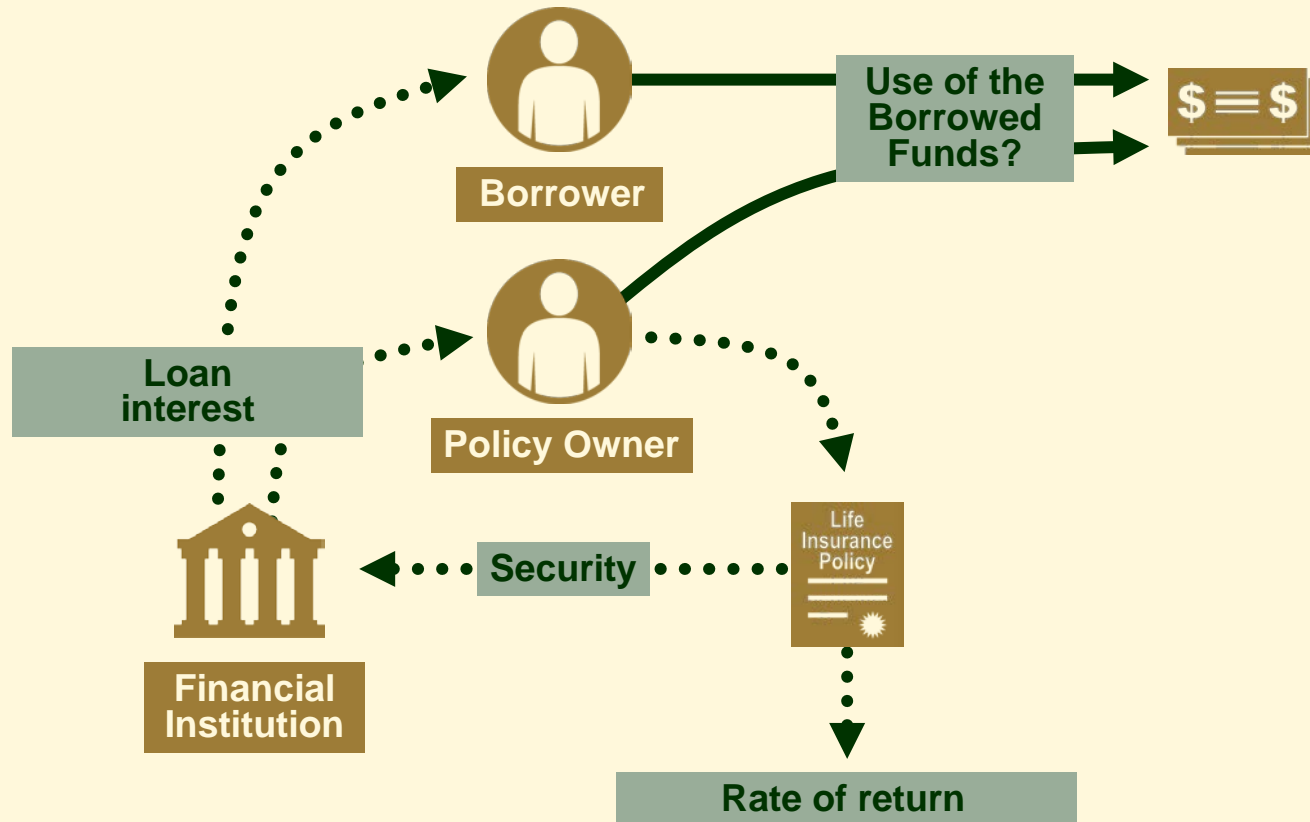 Use of the
Borrowed
Funds?
$ = $
Borrower
Loan
interest
Policy Owner
Life
Insurance
Policy
Security
Financial
Institution
Rate of return